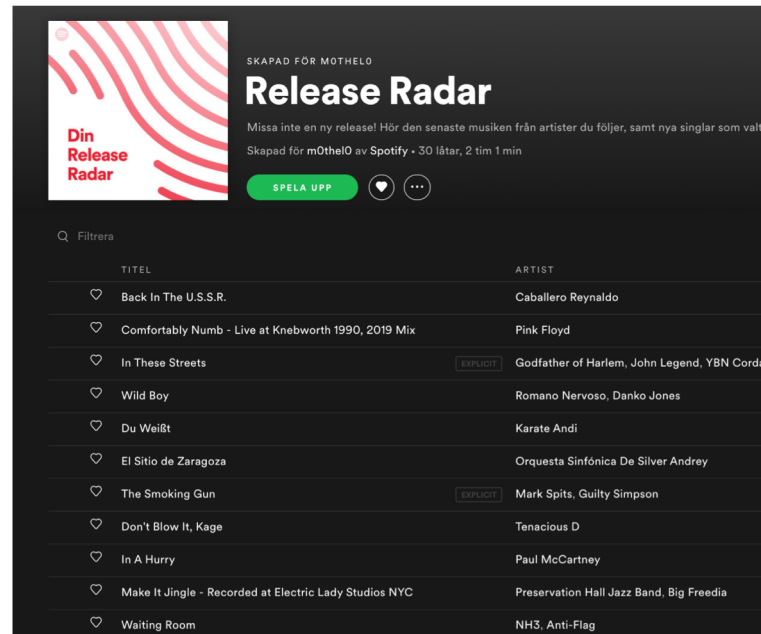 SKAPAD FÖR M0THEL0
Release Radar
Din
Release
Radar
Missa inte en ny release! Hör den senaste musiken från artister du följer, samt nya singlar som valt
Skapad för m0thel0 av Spotify • 30 låtar, 2 tim 1 min
SPELA UPP
Filtrera
TITEL ARTIST
Back In The U.S.S.R. Caballero Reynaldo
Comfortably Numb - Live at Knebworth 1990, 2019 Mix Pink Floyd
In These Streets EXPLICIT Godfather of Harlem, John Legend, YBN Corda
Wild Boy Romano Nervoso, Danko Jones
Du Weißt Karate Andi
El Sitio de Zaragoza Orquesta Sinfónica De Silver Andrey
The Smoking Gun EXPLICIT Mark Spits, Guilty Simpson
Don't Blow It, Kage Tenacious D
In A Hurry Paul McCartney
Make It Jingle - Recorded at Electric Lady Studios NYC Preservation Hall Jazz Band, Big Freedia
Waiting Room NH3, Anti-Flag